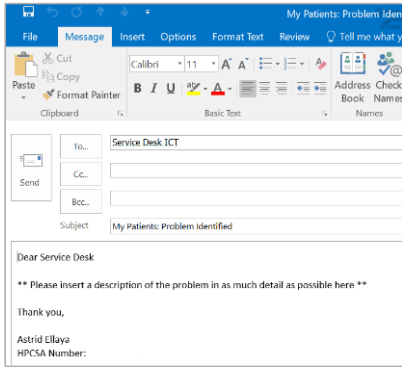 My Patients: Problem Iden
File Message Insert Options Format Text Review Tell me what y
Paste
Cut
Copy
Format Painter
Clipboard
Calibri 11 A A
B I U ab A
Basic Text
Address Book
Check Names
Names
Send
To... Service Desk ICT
Cc...
Bcc...
Subject My Patients: Problem Identified
Dear Service Desk
** Please insert a description of the problem in as much detail as possible here **
Thank you,
Astrid Ellaya
HPCSA Number: